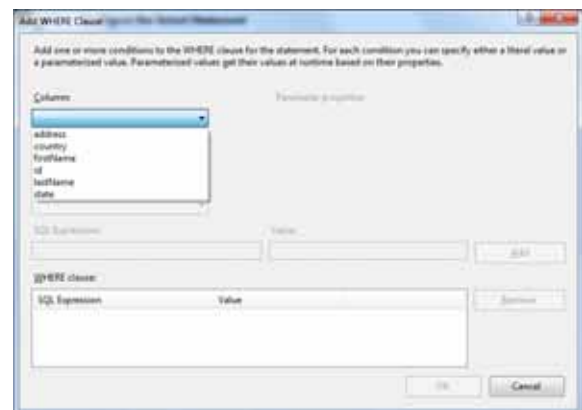 Add WHERE Clause
Add one or more conditions to the WHERE clause for the statement. For each condition you can specify either a literal value or
a parameterized value. Parameterized values get their values at runtime based on their properties.
Columns: Parameter properties
address
country
firstName
id
lastName
state
SQL Expression: Value:
Add
WHERE clause:
SQL Expression Value
Remove
OK Cancel